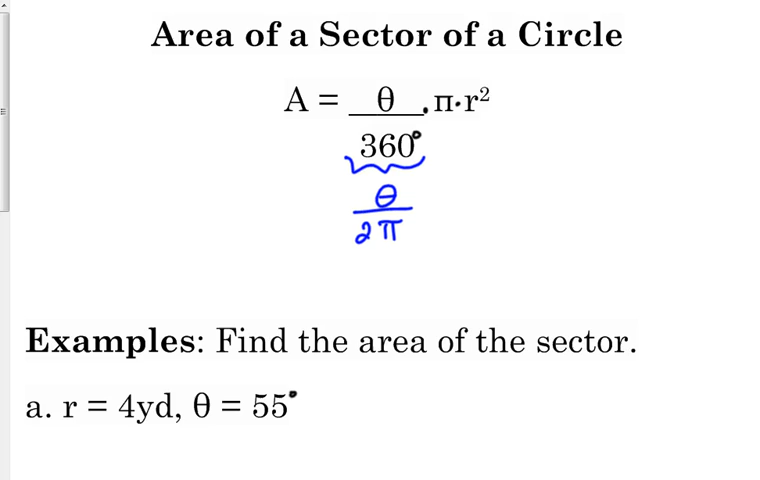 Area of a Sector of a Circle
A = θ/360° · π·r²
θ/2π
Examples: Find the area of the sector.
a. r = 4yd, θ = 55°